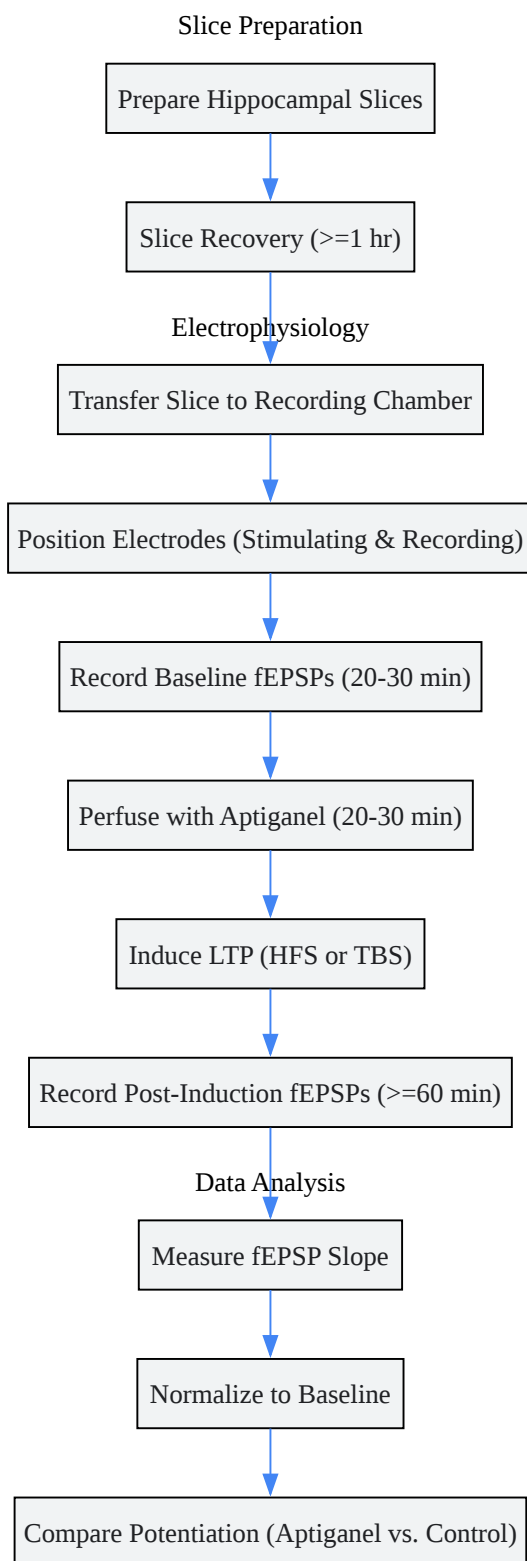 Slice Preparation
Prepare Hippocampal Slices
Slice Recovery (>=1 hr)
Electrophysiology
Transfer Slice to Recording Chamber
Position Electrodes (Stimulating & Recording)
Record Baseline fEPSPs (20-30 min)
Perfuse with Aptiganel (20-30 min)
Induce LTP (HFS or TBS)
Record Post-Induction fEPSPs (>=60 min)
Data Analysis
Measure fEPSP Slope
Normalize to Baseline
Compare Potentiation (Aptiganel vs. Control)